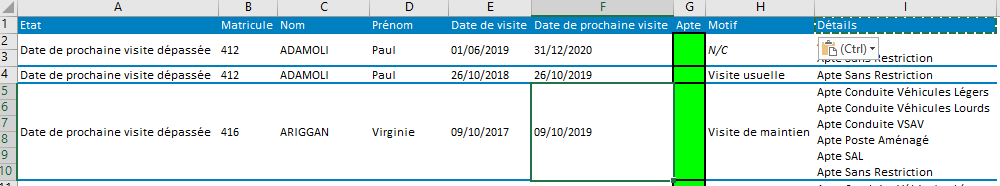 A B C D E F G H I
1 Etat Matricule Nom Prénom Date de visite Date de prochaine visite Apte Motif Détails
2
Date de prochaine visite dépassée 412 ADAMOLI Paul 01/06/2019 31/12/2020 N/C
(Ctrl)
3 Restriction
4 Date de prochaine visite dépassée 412 ADAMOLI Paul 26/10/2018 26/10/2019 Visite usuelle Apte Sans Restriction
5 Apte Conduite Véhicules Légers
6 Apte Conduite Véhicules Lourds
7 Apte Conduite VSAV
Date de prochaine visite dépassée 416 ARIGGAN Virginie 09/10/2017 09/10/2019 Visite de maintien
8 Apte Poste Aménagé
9 Apte SAL
10 Apte Sans Restriction